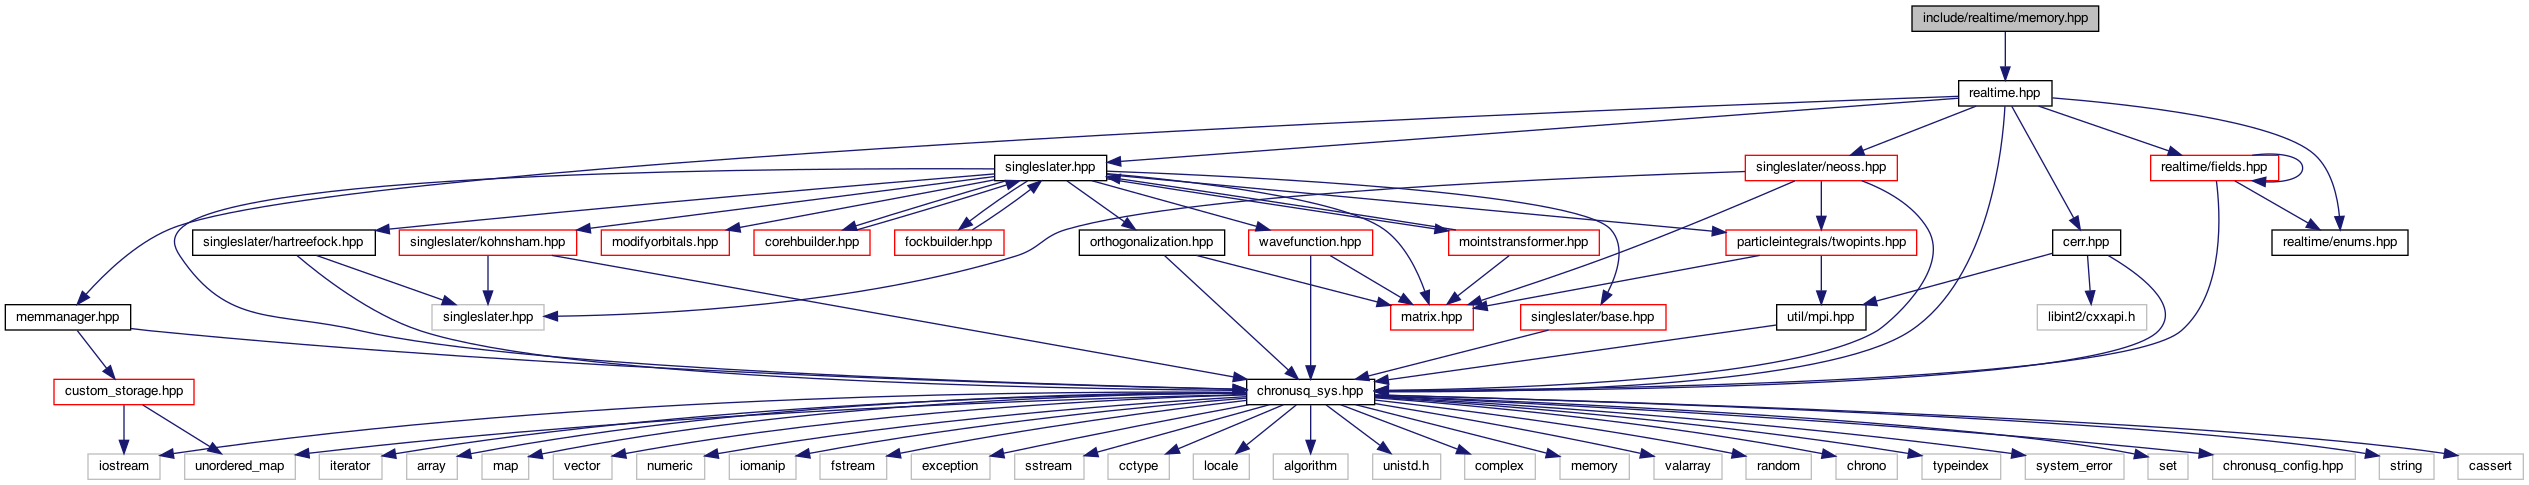 include/realtime/memory.hpp
realtime.hpp
singleslater.hpp
singleslater/neoss.hpp
realtime/fields.hpp
singleslater/hartreefock.hpp
singleslater/kohnsham.hpp
modifyorbitals.hpp
corehbuilder.hpp
fockbuilder.hpp
orthogonalization.hpp
wavefunction.hpp
mointstransformer.hpp
particleintegrals/twopints.hpp
cerr.hpp
realtime/enums.hpp
memmanager.hpp
singleslater.hpp
matrix.hpp
singleslater/base.hpp
util/mpi.hpp
libint2/cxxapi.h
custom_storage.hpp
chronusq_sys.hpp
iostream
unordered_map
iterator
array
map
vector
numeric
iomanip
fstream
exception
sstream
cctype
locale
algorithm
unistd.h
complex
memory
valarray
random
chrono
typeindex
system_error
set
chronusq_config.hpp
string
cassert